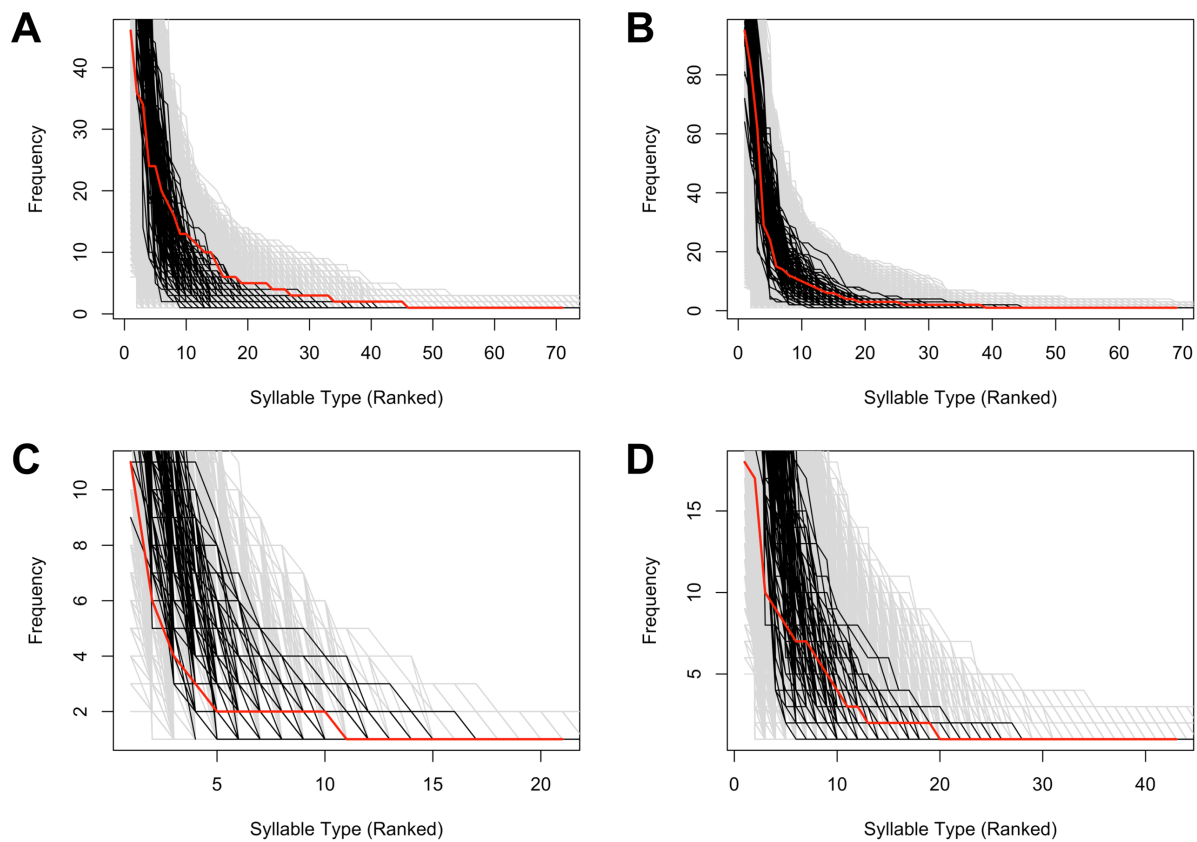 A
Frequency
0 10 20 30 40
0 10 20 30 40 50 60 70
Syllable Type (Ranked)
B
Frequency
0 20 40 60 80
0 10 20 30 40 50 60 70
Syllable Type (Ranked)
C
Frequency
2 4 6 8 10
5 10 15 20
Syllable Type (Ranked)
D
Frequency
5 10 15
0 10 20 30 40
Syllable Type (Ranked)